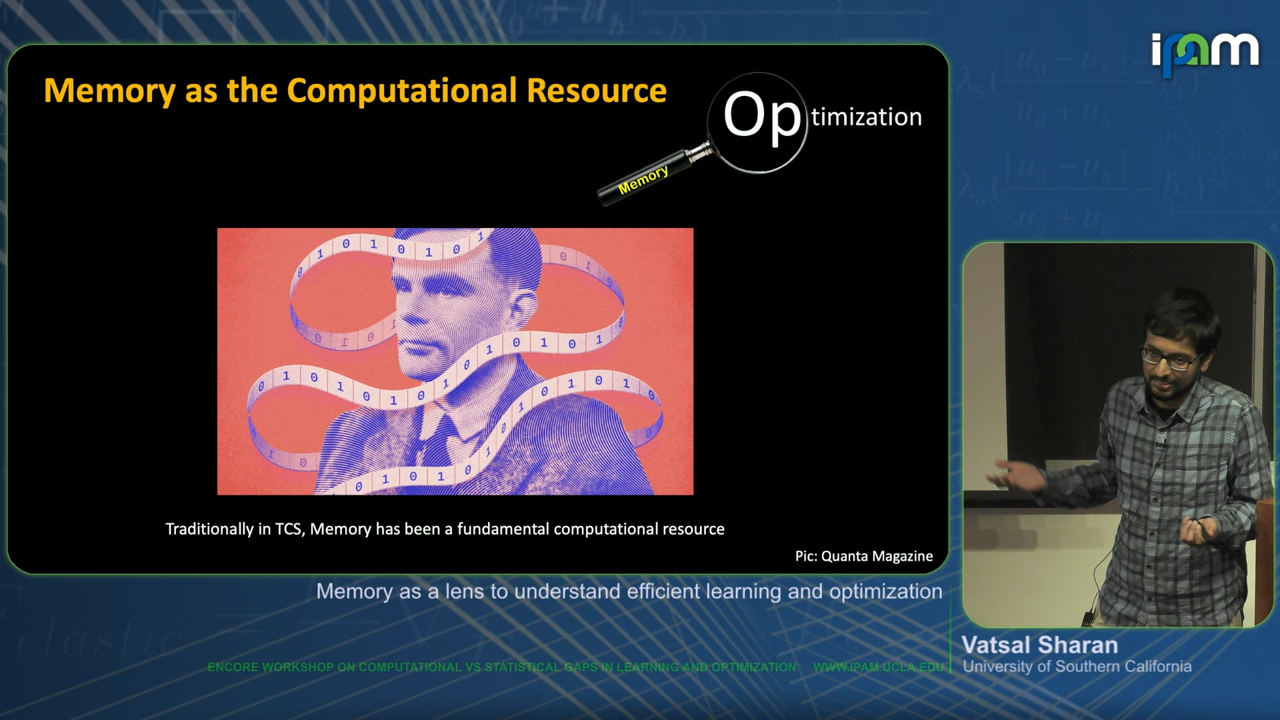 Memory as the Computational Resource
Optimization
Memory
Traditionally in TCS, Memory has been a fundamental computational resource
Pic: Quanta Magazine
ipam
Memory as a lens to understand efficient learning and optimization
Vatsal Sharan
University of Southern California
ENCORE WORKSHOP ON COMPUTATIONAL VS STATISTICAL GAPS IN LEARNING AND OPTIMIZATION WWW.IPAM.UCLA.EDU
elastic